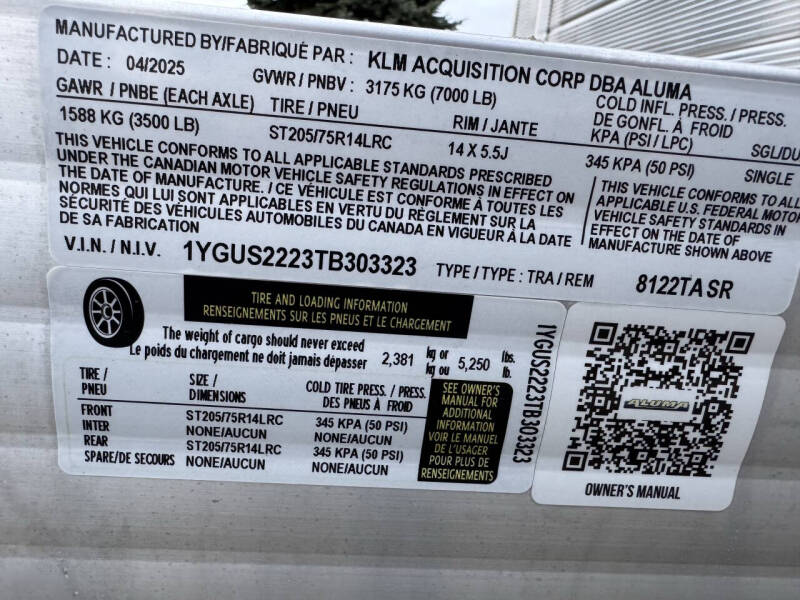 MANUFACTURED BY/FABRIQUÉ PAR : KLM ACQUISITION CORP DBA ALUMA
DATE : 04/2025
GVWR / PNBV : 3175 KG (7000 LB)
COLD INFL. PRESS. / PRESS.
DE GONFL. À FROID
KPA (PSI / LPC)
GAWR / PNBE (EACH AXLE) TIRE / PNEU RIM / JANTE SGL/DU
1588 KG (3500 LB) ST205/75R14LRC 14 X 5.5J 345 KPA (50 PSI) SINGLE
THIS VEHICLE CONFORMS TO ALL APPLICABLE STANDARDS PRESCRIBED
UNDER THE CANADIAN MOTOR VEHICLE SAFETY REGULATIONS IN EFFECT ON
THE DATE OF MANUFACTURE. / CE VÉHICULE EST CONFORME À TOUTES LES
NORMES QUI LUI SONT APPLICABLES EN VERTU DU RÈGLEMENT SUR LA
SÉCURITÉ DES VÉHICULES AUTOMOBILES DU CANADA EN VIGUEUR À LA DATE
DE SA FABRICATION
THIS VEHICLE CONFORMS TO ALL
APPLICABLE U.S. FEDERAL MOTOR
VEHICLE SAFETY STANDARDS IN
EFFECT ON THE DATE OF
MANUFACTURE SHOWN ABOVE
V.I.N. / N.I.V. 1YGUS2223TB303323 TYPE / TYPE : TRA / REM 8122TA SR
TIRE AND LOADING INFORMATION
RENSEIGNEMENTS SUR LES PNEUS ET LE CHARGEMENT
The weight of cargo should never exceed
Le poids du chargement ne doit jamais dépasser
2,381 kg or
kg ou 5,250 lbs.
lb.
TIRE /
PNEU
SIZE /
DIMENSIONS
COLD TIRE PRESS. / PRESS.
DES PNEUS À FROID
FRONT ST205/75R14LRC 345 KPA (50 PSI)
INTER NONE/AUCUN NONE/AUCUN
REAR ST205/75R14LRC 345 KPA (50 PSI)
SPARE/DE SECOURS NONE/AUCUN NONE/AUCUN
SEE OWNER'S
MANUAL FOR
ADDITIONAL
INFORMATION
VOIR LE MANUEL
DE L'USAGER
POUR PLUS DE
RENSEIGNEMENTS
1YGUS2223TB303323
ALUMA
OWNER'S MANUAL